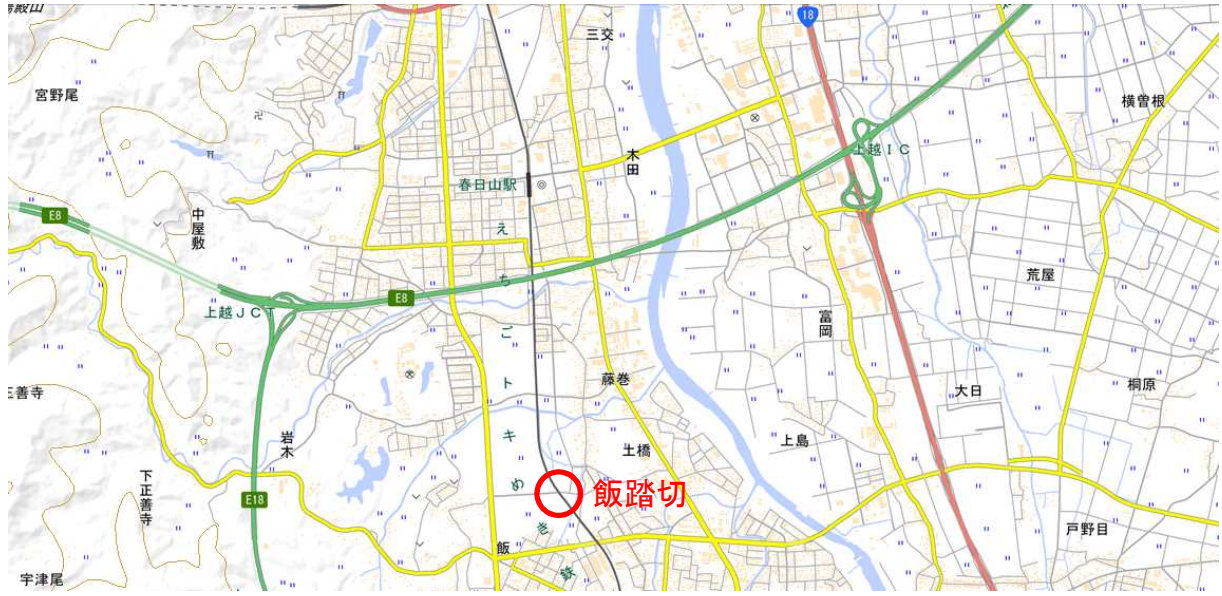 三交
18
宮野尾
横曽根
木田
上越IC
春日山駅
E8
中屋敷
えちごトキめき鉄
荒屋
E8
上越JCT
富岡
藤巻
大日
桐原
正善寺
岩木
土橋
上島
下正善寺
E18
飯踏切
戸野目
飯
宇津尾